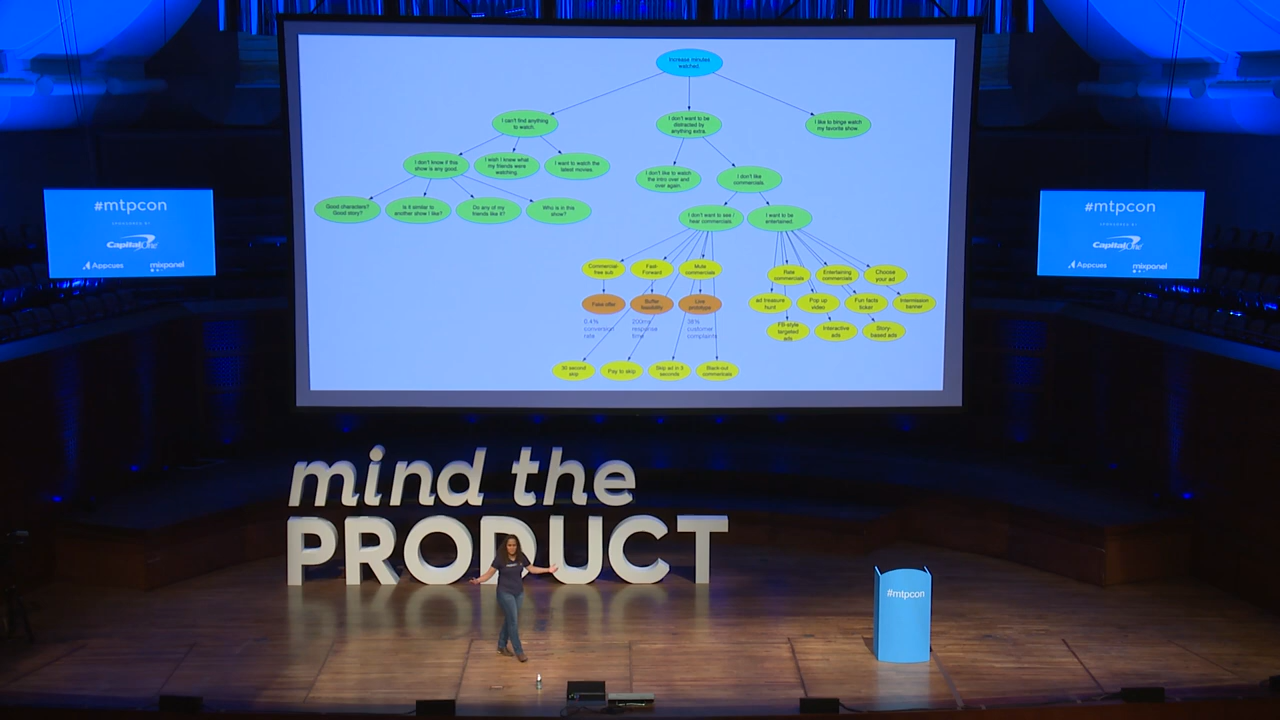 Increase minutes
watched.
I can't find anything
to watch.
I don't want to be
distracted by
anything extra.
I like to binge watch
my favorite show.
I don't know if this
show is any good.
I wish I knew what
my friends were
watching.
I want to watch the
latest movies.
I don't like to watch
the intro over and
over again.
I don't like
commercials.
Good characters?
Good story?
Is it similar to
another show I like?
Do any of my
friends like it?
Who is in this
show?
I don't want to see /
hear commercials.
I want to be
entertained.
Commercial-
free sub
Fast-
Forward
Mute
commercials
Rate
commercials
Entertaining
commercials
Choose
your ad
False offer
Buffer
feasibility
Live
prototype
ad treasure
hunt
Pop up
video
Fun facts
ticker
Intermission
banner
0.4%
conversion
rate
200ms
response
time
38%
customer
complaints
FB-style
targeted
ads
Interactive
ads
Story-
based ads
30 second
skip
Pay to skip
Skip ad in 5
seconds
Black-out
commericals
#mtpcon
SPONSORED BY
Capital One
Appcues
mixpanel
#mtpcon
SPONSORED BY
Capital One
Appcues
mixpanel
mind the
PRODUCT
#mtpcon